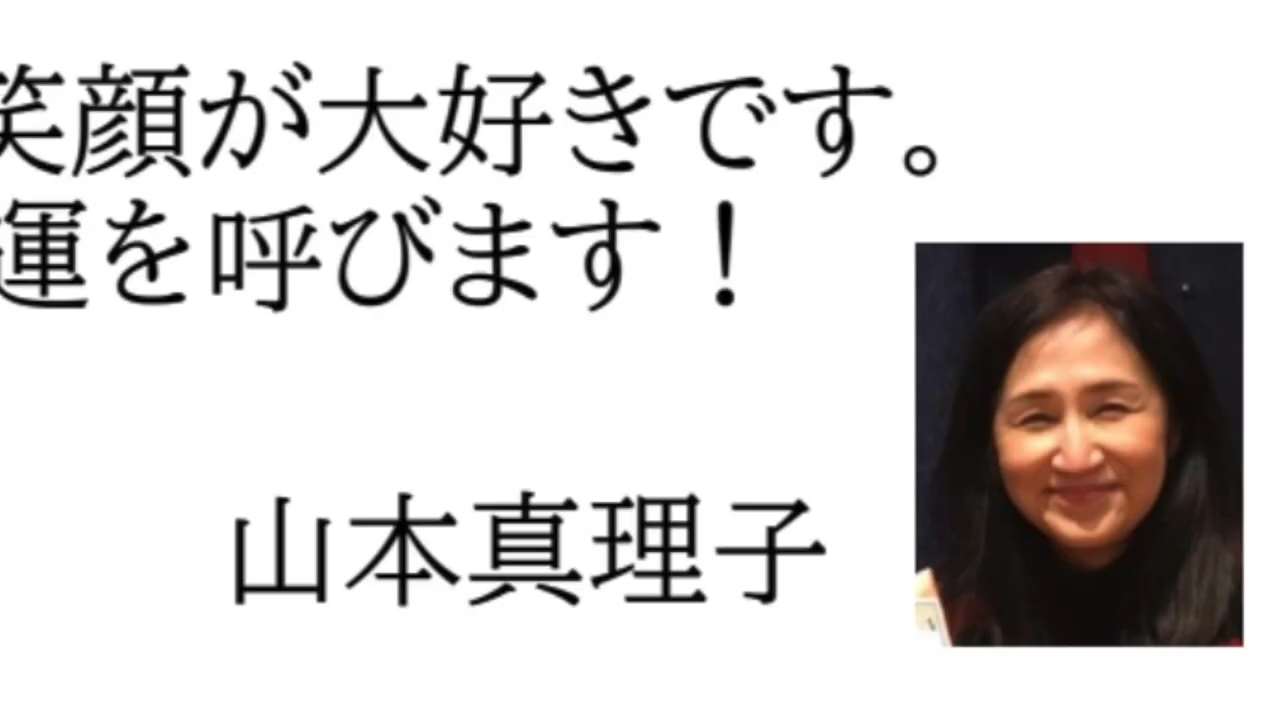 笑顔が大好きです。
運を呼びます！
山本真理子